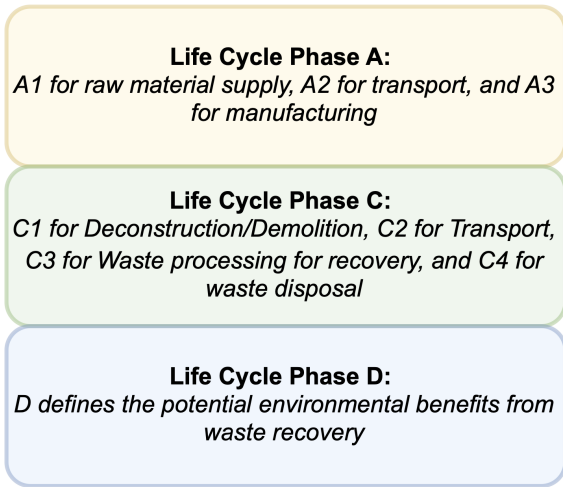 Life Cycle Phase A:
A1 for raw material supply, A2 for transport, and A3
for manufacturing
Life Cycle Phase C:
C1 for Deconstruction/Demolition, C2 for Transport,
C3 for Waste processing for recovery, and C4 for
waste disposal
Life Cycle Phase D:
D defines the potential environmental benefits from
waste recovery